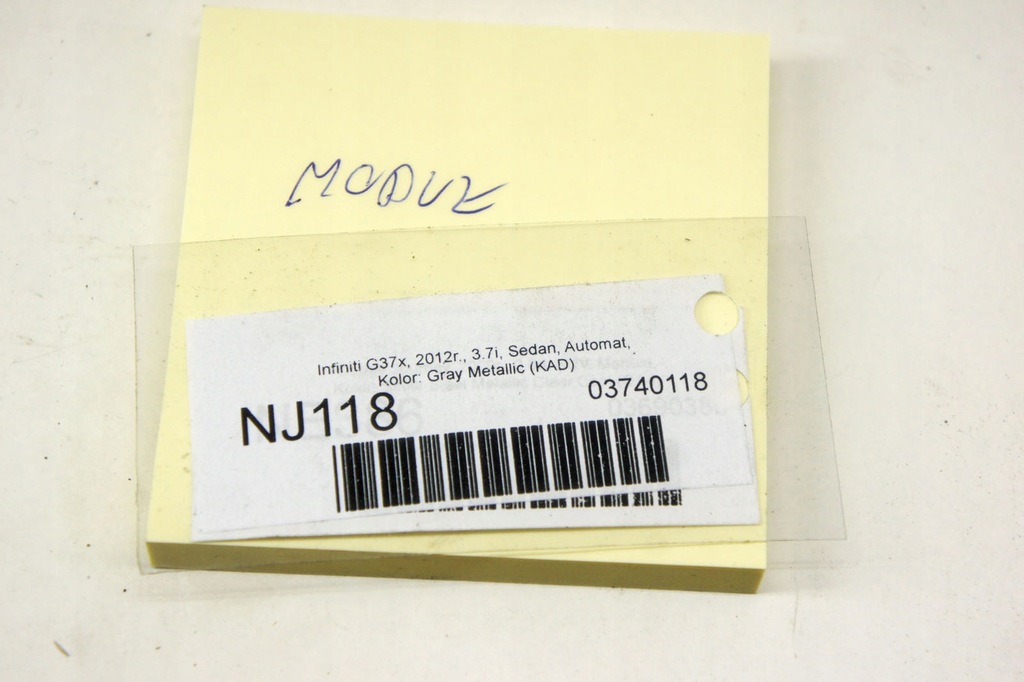 MODUŁ
Infiniti G37x, 2012r., 3.7i, Sedan, Automat,
Kolor: Gray Metallic (KAD)
NJ118
03740118